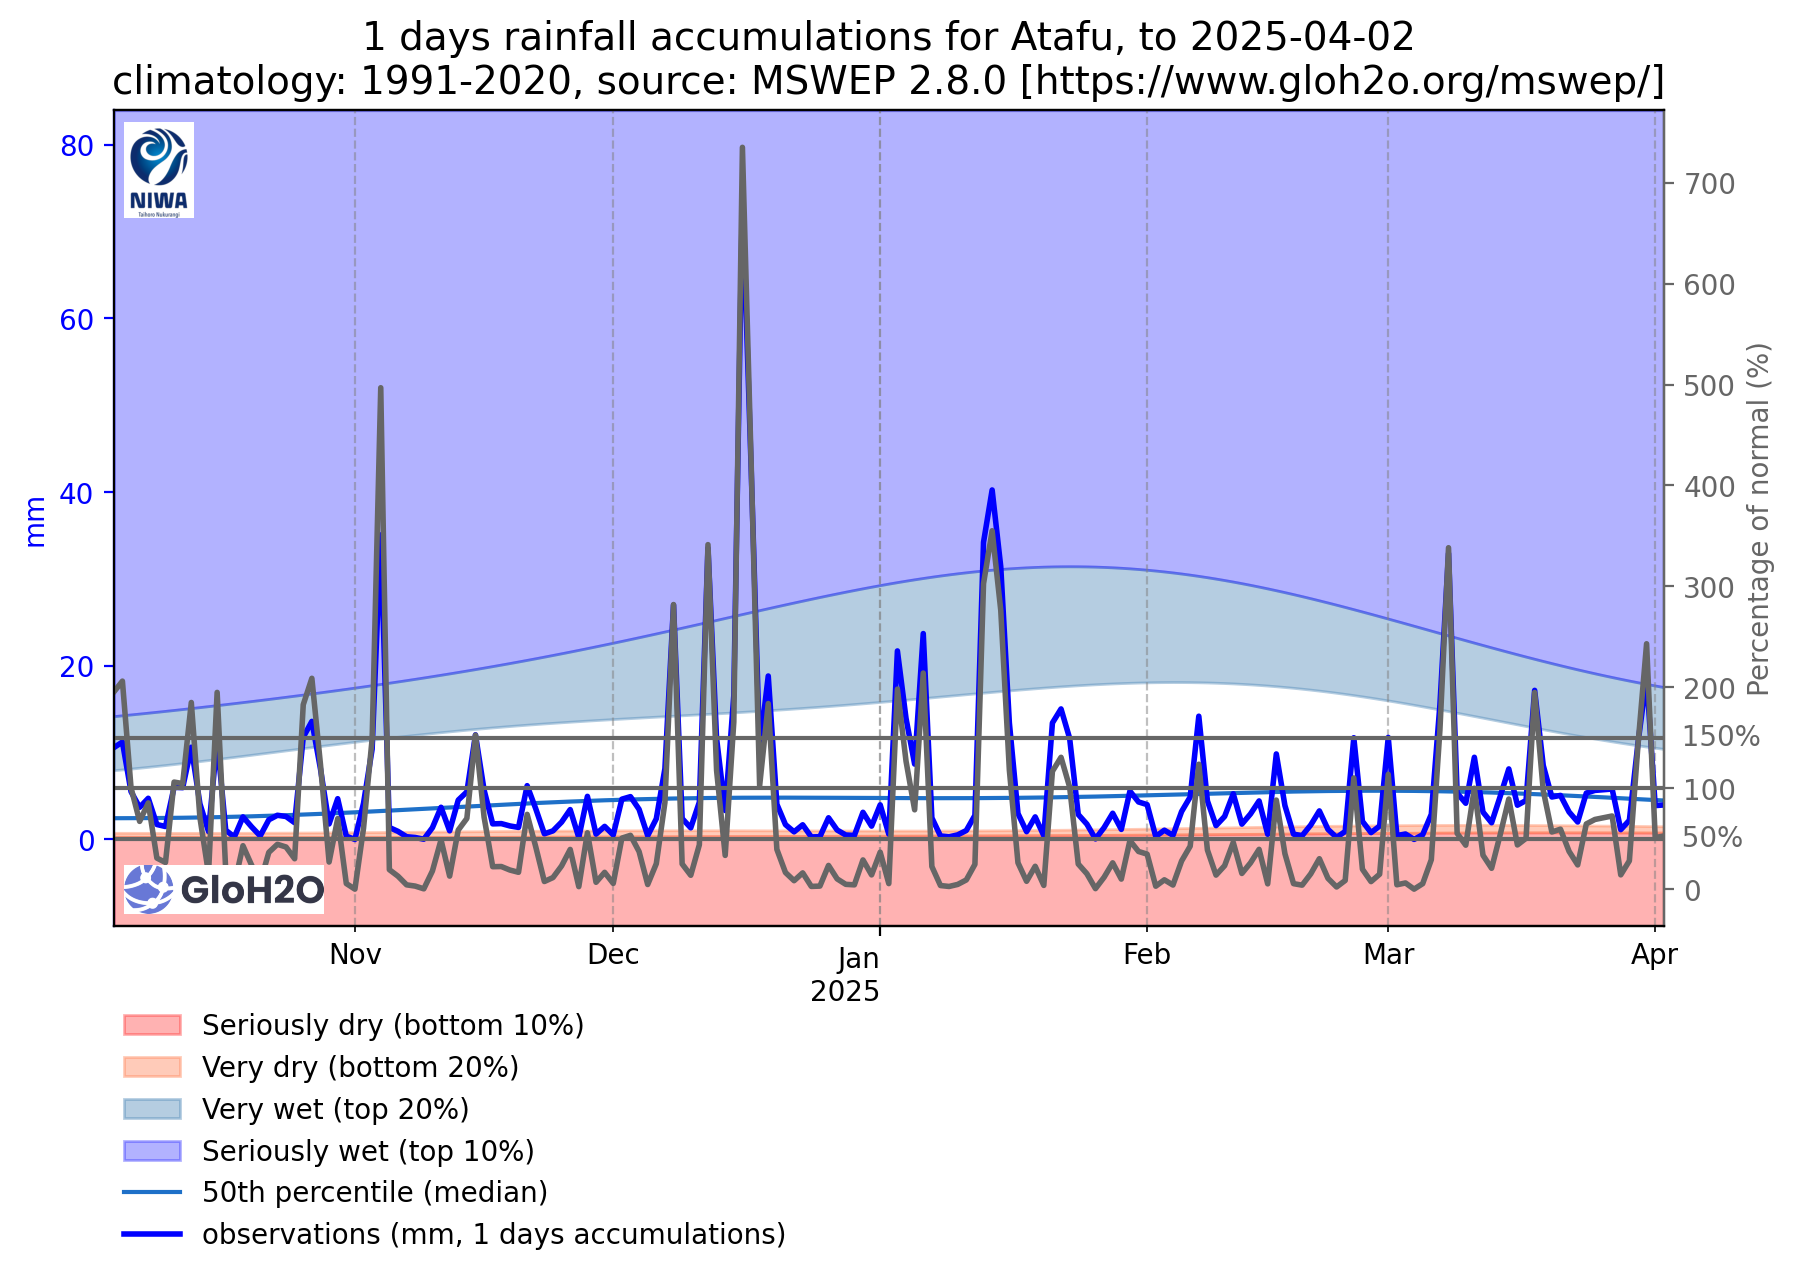 1 days rainfall accumulations for Atafu, to 2025-04-02
climatology: 1991-2020, source: MSWEP 2.8.0 [https://www.gloh2o.org/mswep/]
NIWA
Taihoro Nukurangi
80
60
40
20
0
mm
700
600
500
400
300
200
150%
100
50%
0
Percentage of normal (%)
GloH2O
Nov
Dec
Jan
2025
Feb
Mar
Apr
Seriously dry (bottom 10%)
Very dry (bottom 20%)
Very wet (top 20%)
Seriously wet (top 10%)
50th percentile (median)
observations (mm, 1 days accumulations)